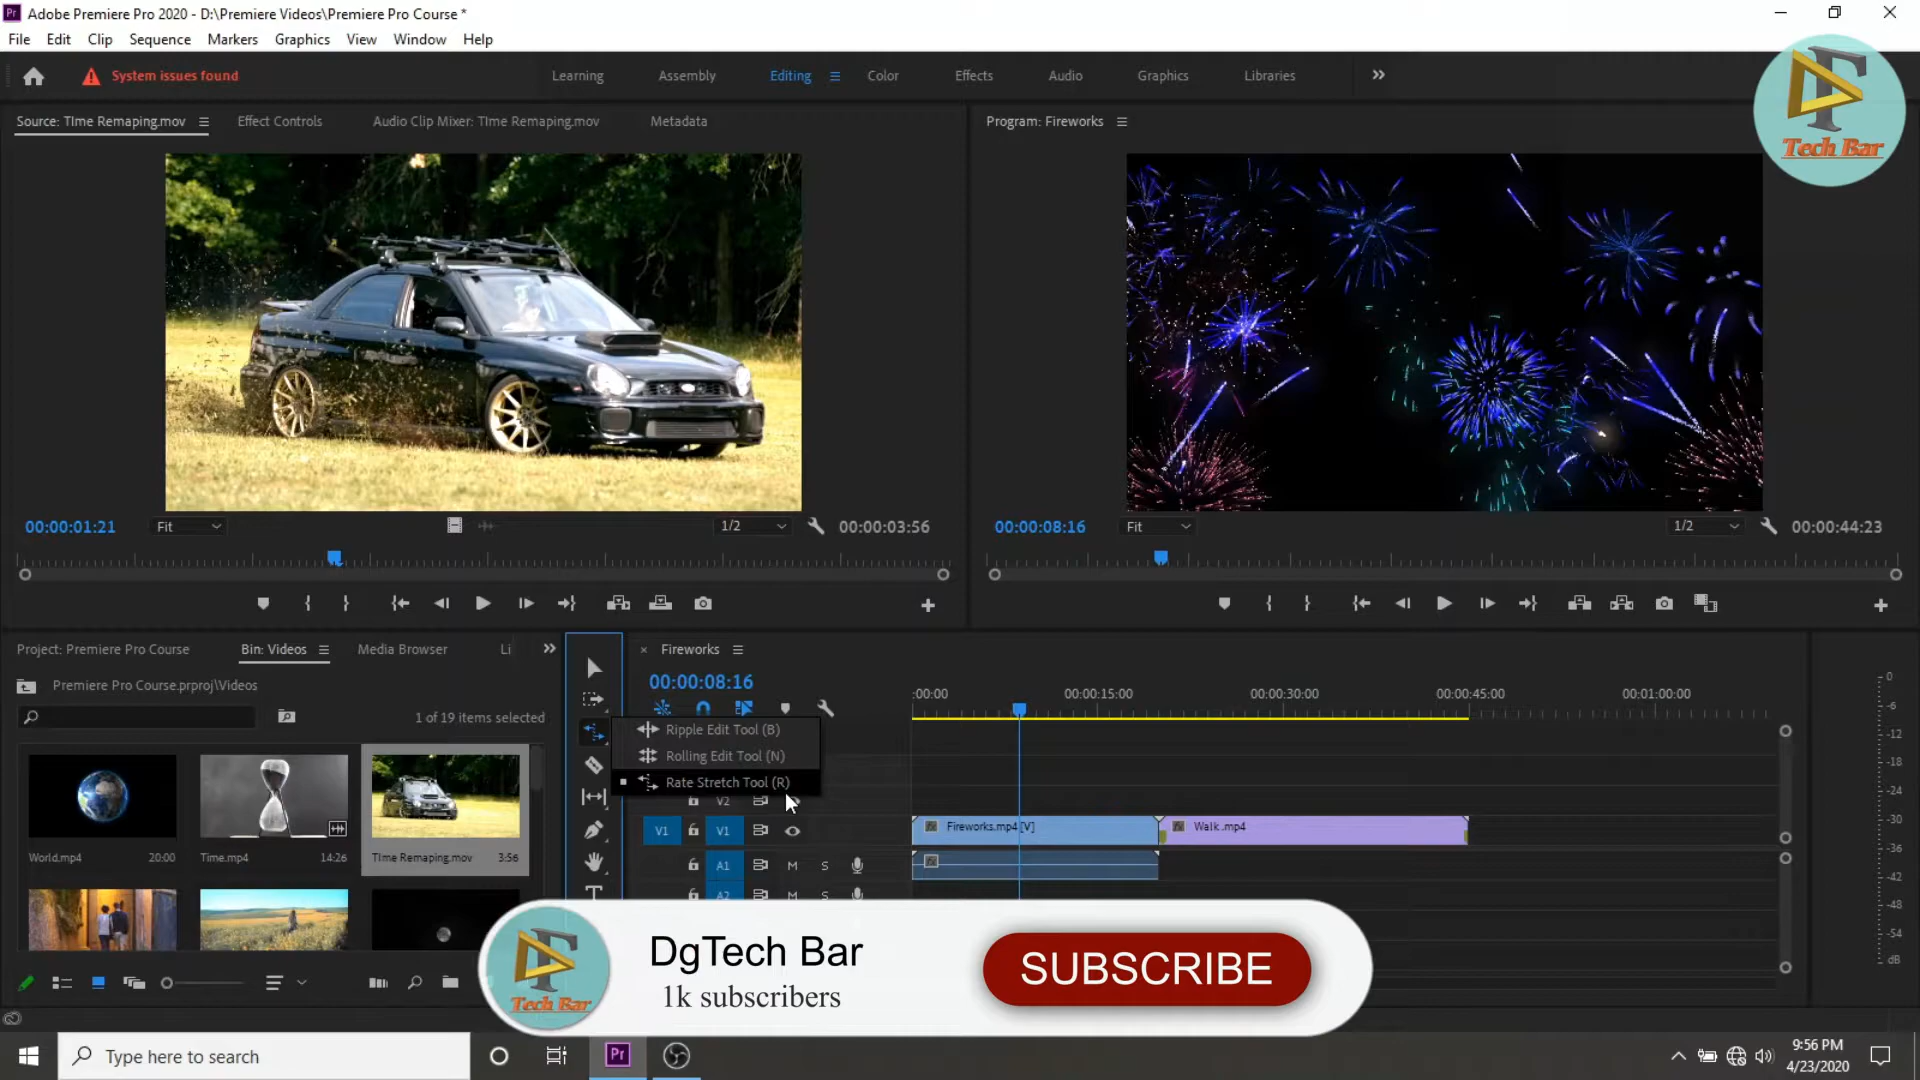 Adobe Premiere Pro 2020 - D:\Premiere Videos\Premiere Pro Course *
File Edit Clip Sequence Markers Graphics View Window Help
System issues found
Learning Assembly Editing Color Effects Audio Graphics Libraries
Tech Bar
Source: TIme Remaping.mov Effect Controls Audio Clip Mixer: TIme Remaping.mov Metadata
Program: Fireworks
00:00:01:21 Fit 1/2 00:00:03:56
00:00:08:16 Fit 1/2 00:00:44:23
Project: Premiere Pro Course Bin: Videos Media Browser Li
Premiere Pro Course.prproj\Videos
1 of 19 items selected
World.mp4 20:00
Time.mp4 14:26
TIme Remaping.mov 3:56
Fireworks
00:00:08:16
:00:00 00:00:15:00 00:00:30:00 00:00:45:00 00:01:00:00
Ripple Edit Tool (B)
Rolling Edit Tool (N)
Rate Stretch Tool (R)
V2
V1 V1 Fireworks.mp4 [V] Walk .mp4
A1 M S
A2 M S
0
-6
-12
-18
-24
-30
-36
-42
-48
-54
dB
Tech Bar
DgTech Bar
1k subscribers
SUBSCRIBE
Type here to search
Pr
9:56 PM
4/23/2020